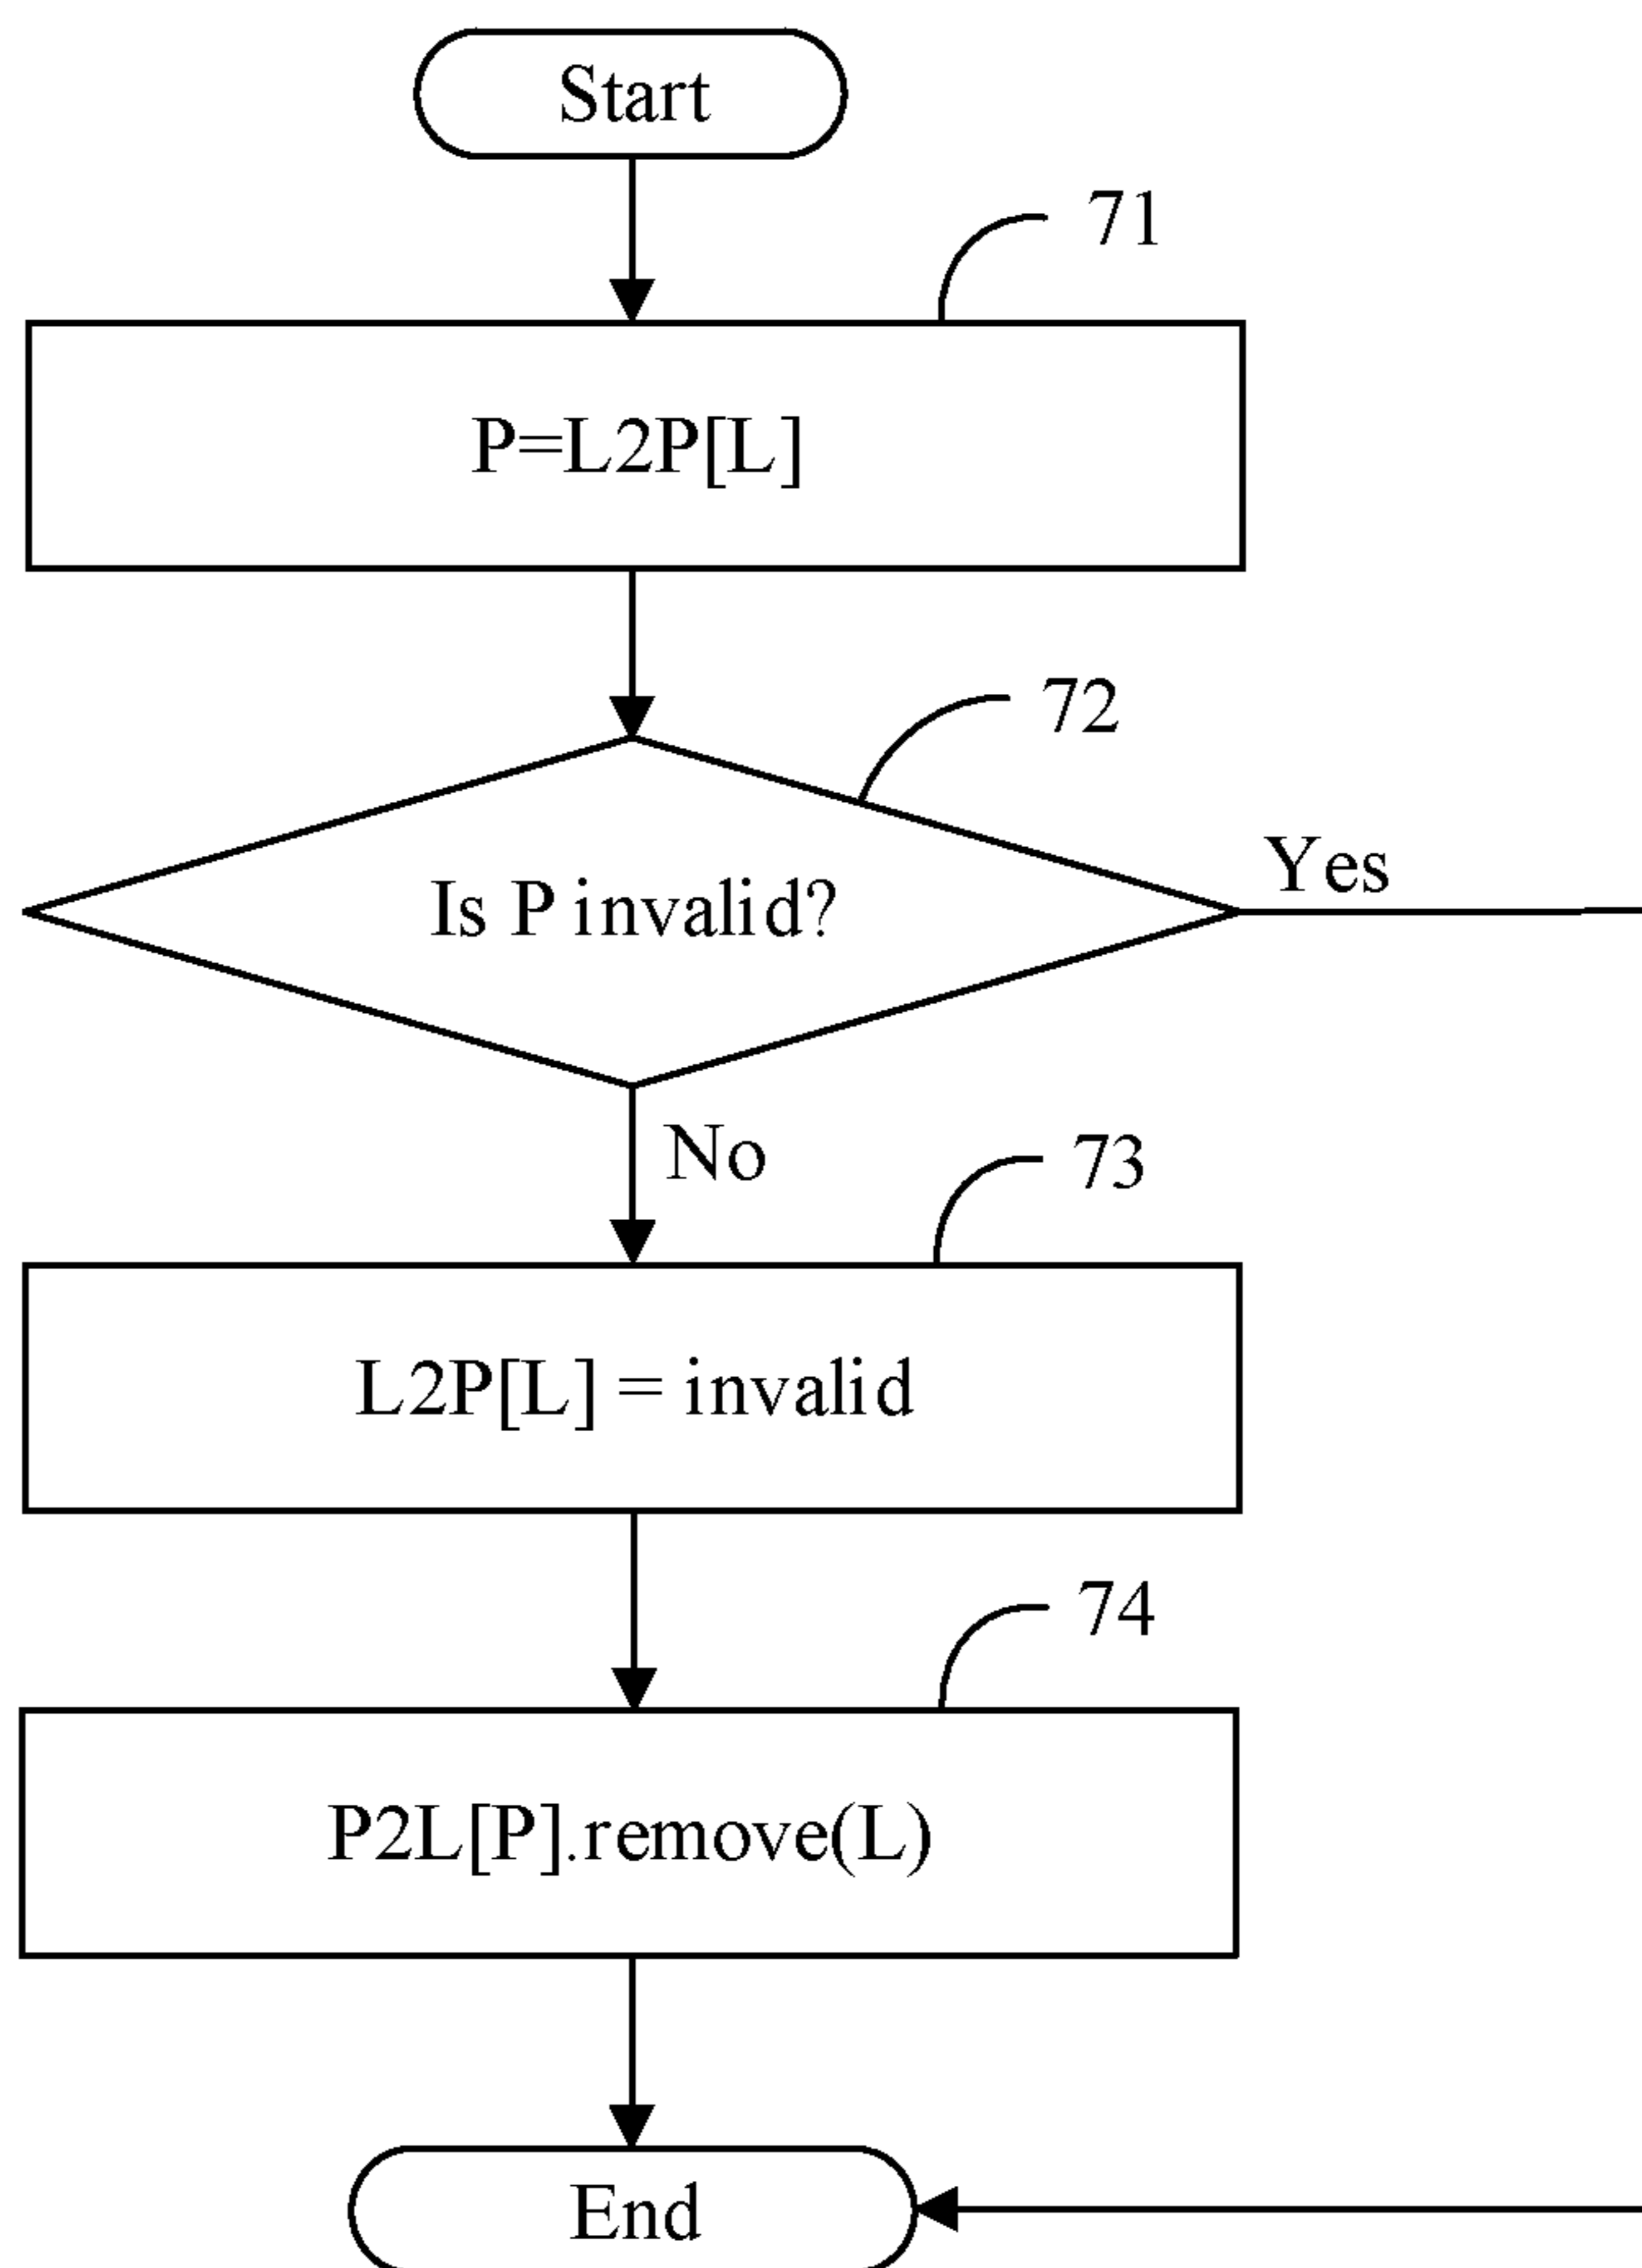 Start
71
P=L2P[L]
72
Is P invalid?
Yes
No
73
L2P[L] = invalid
74
P2L[P].remove(L)
End